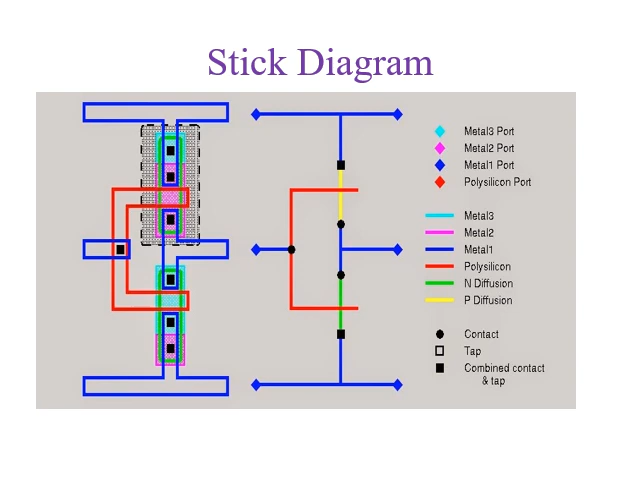 Stick Diagram
Metal3 Port
Metal2 Port
Metal1 Port
Polysilicon Port
Metal3
Metal2
Metal1
Polysilicon
N Diffusion
P Diffusion
Contact
Tap
Combined contact
& tap